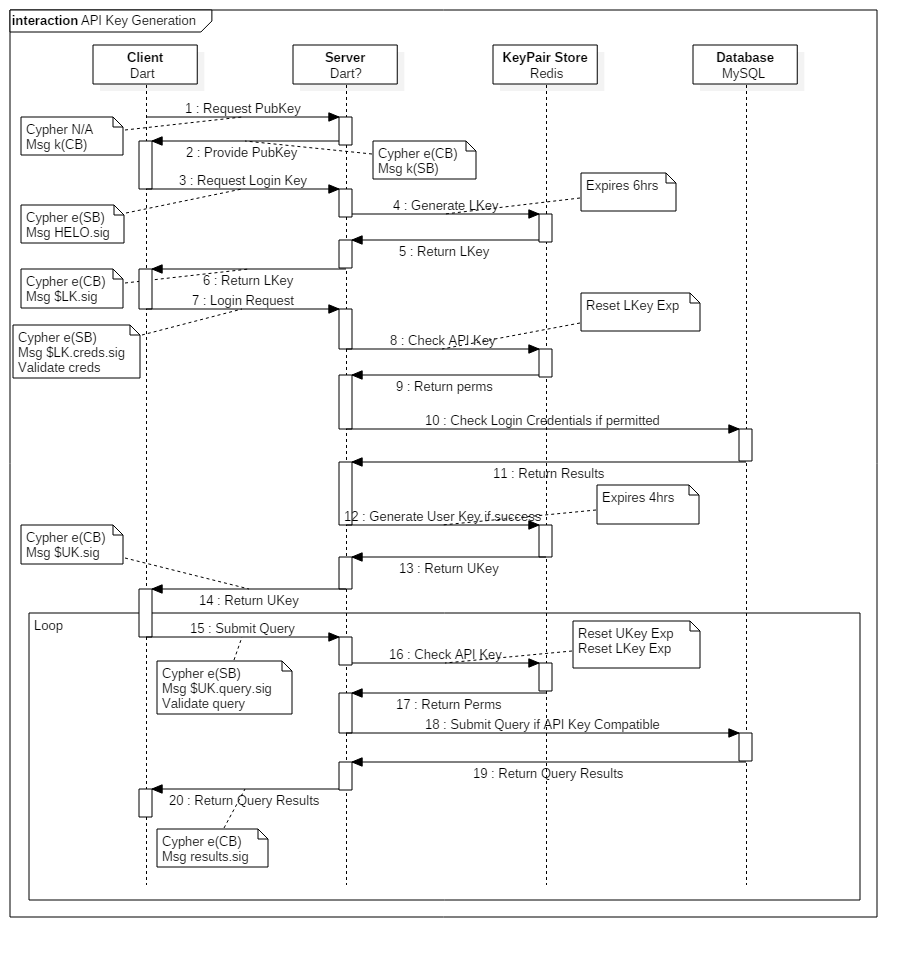 interaction API Key Generation
Client
Dart
Server
Dart?
KeyPair Store
Redis
Database
MySQL
1 : Request PubKey
Cypher N/A
Msg k(CB)
2 : Provide PubKey
Cypher e(CB)
Msg k(SB)
3 : Request Login Key
Cypher e(SB)
Msg HELO.sig
4 : Generate LKey
Expires 6hrs
5 : Return LKey
6 : Return LKey
Cypher e(CB)
Msg $LK.sig
7 : Login Request
Cypher e(SB)
Msg $LK.creds.sig
Validate creds
8 : Check API Key
Reset LKey Exp
9 : Return perms
10 : Check Login Credentials if permitted
11 : Return Results
12 : Generate User Key if success
Expires 4hrs
13 : Return UKey
Cypher e(CB)
Msg $UK.sig
14 : Return UKey
Loop
15 : Submit Query
Cypher e(SB)
Msg $UK.query.sig
Validate query
16 : Check API Key
Reset UKey Exp
Reset LKey Exp
17 : Return Perms
18 : Submit Query if API Key Compatible
19 : Return Query Results
20 : Return Query Results
Cypher e(CB)
Msg results.sig